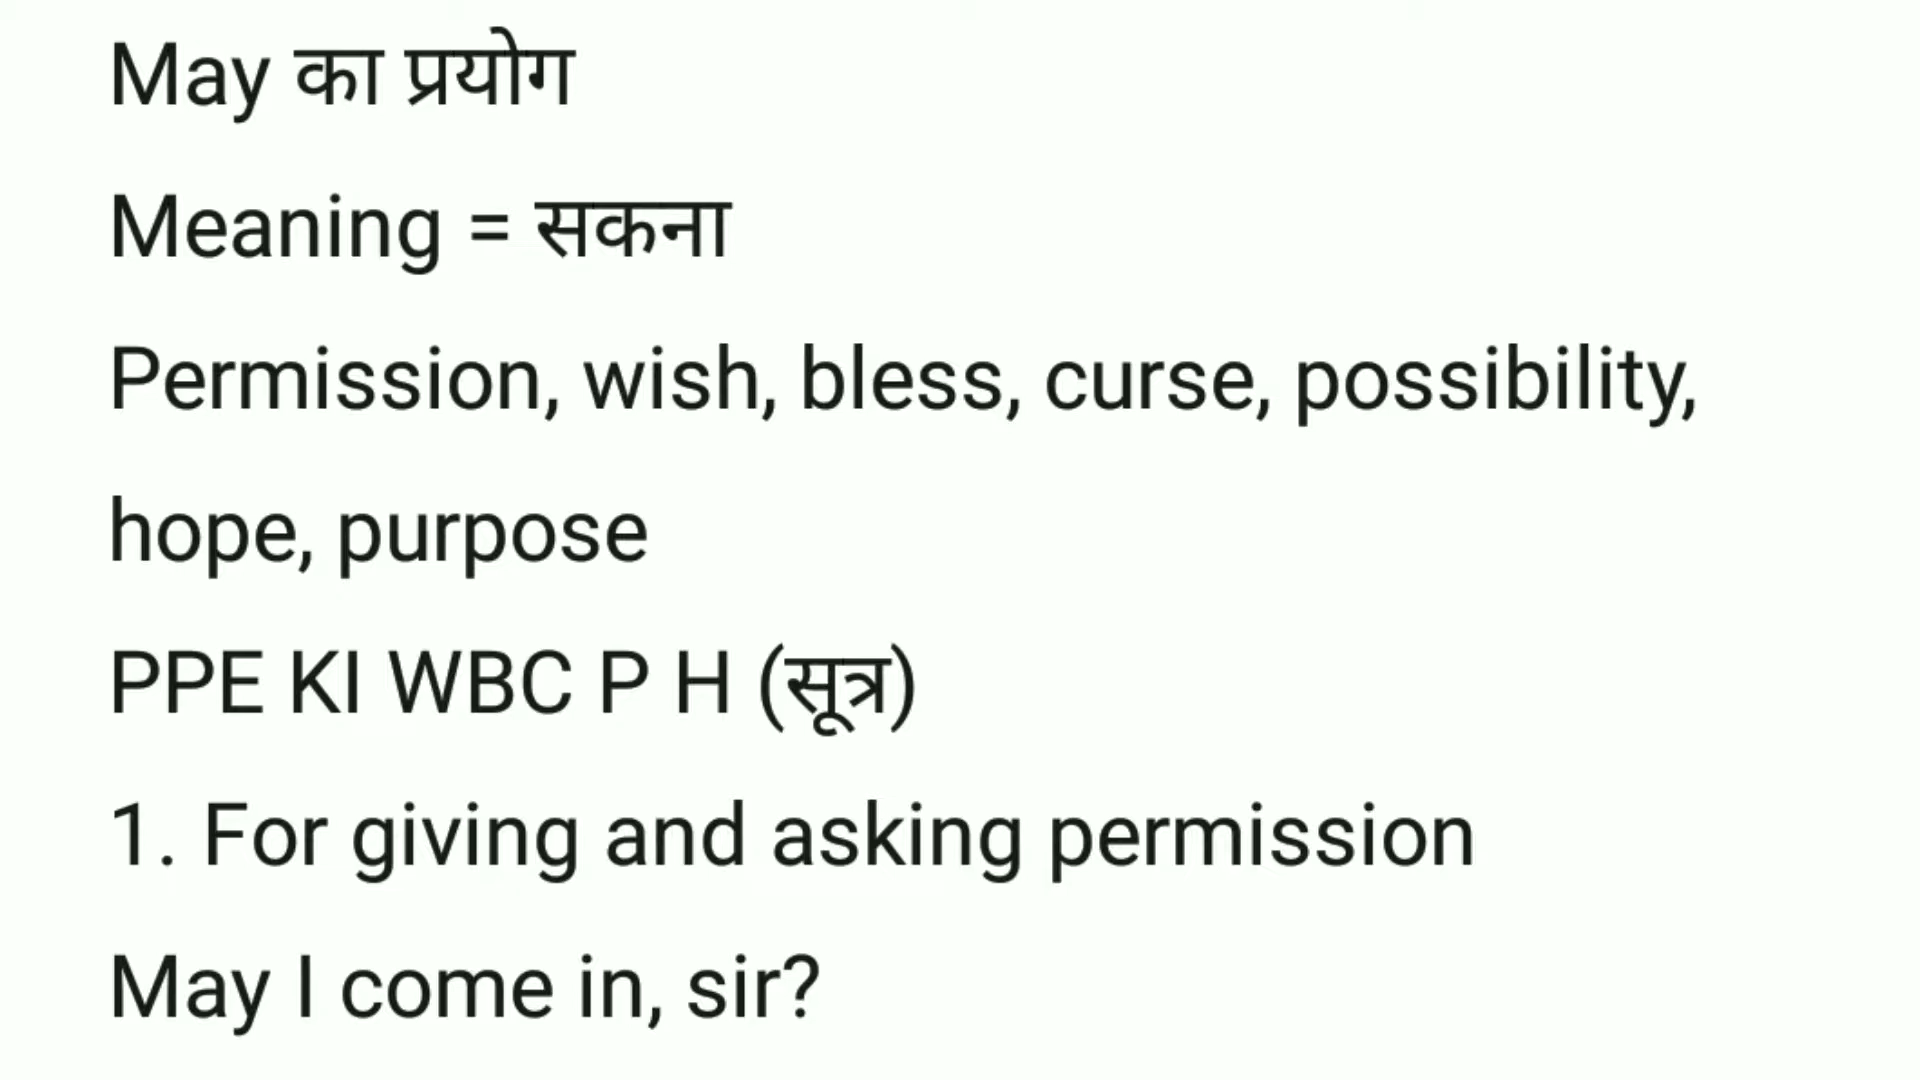 May का प्रयोग
Meaning = सकना
Permission, wish, bless, curse, possibility,
hope, purpose
PPE KI WBC P H (सूत्र)
1. For giving and asking permission
May I come in, sir?